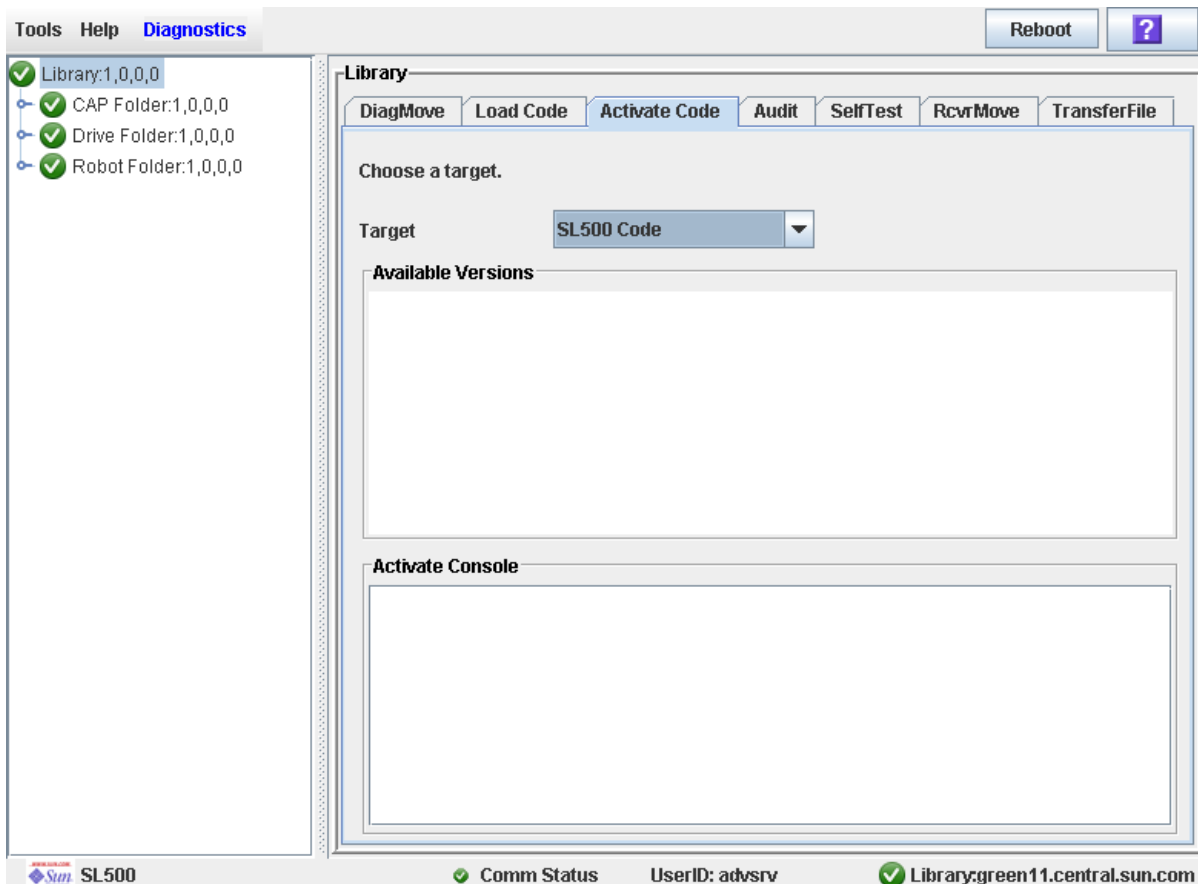 Tools Help Diagnostics
Reboot
?
Library:1,0,0,0
CAP Folder:1,0,0,0
Drive Folder:1,0,0,0
Robot Folder:1,0,0,0
Library
DiagMove Load Code Activate Code Audit SelfTest RcvrMove TransferFile
Choose a target.
Target SL500 Code
Available Versions
Activate Console
Sun SL500 Comm Status UserID: advsrv Library:green11.central.sun.com